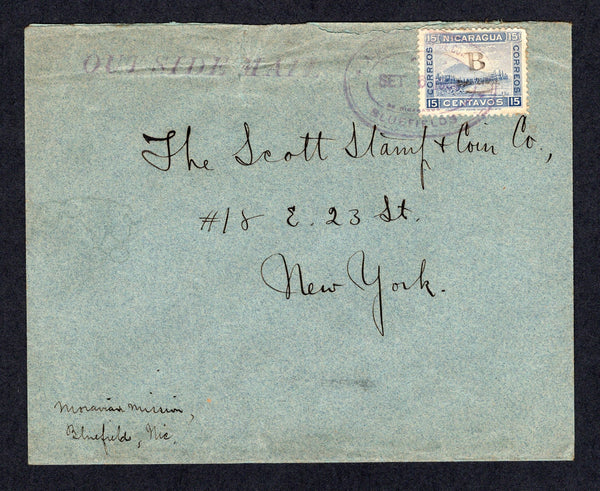 OUTSIDE MAIL
15 NICARAGUA 15
CORREOS
B
CORREOS
15 CENTAVOS 15
SET
BLUEFIELDS
The Scott Stamp & Coin Co.,
#18 E. 23 St.
New York.
Moravian Mission,
Bluefield, Nic.